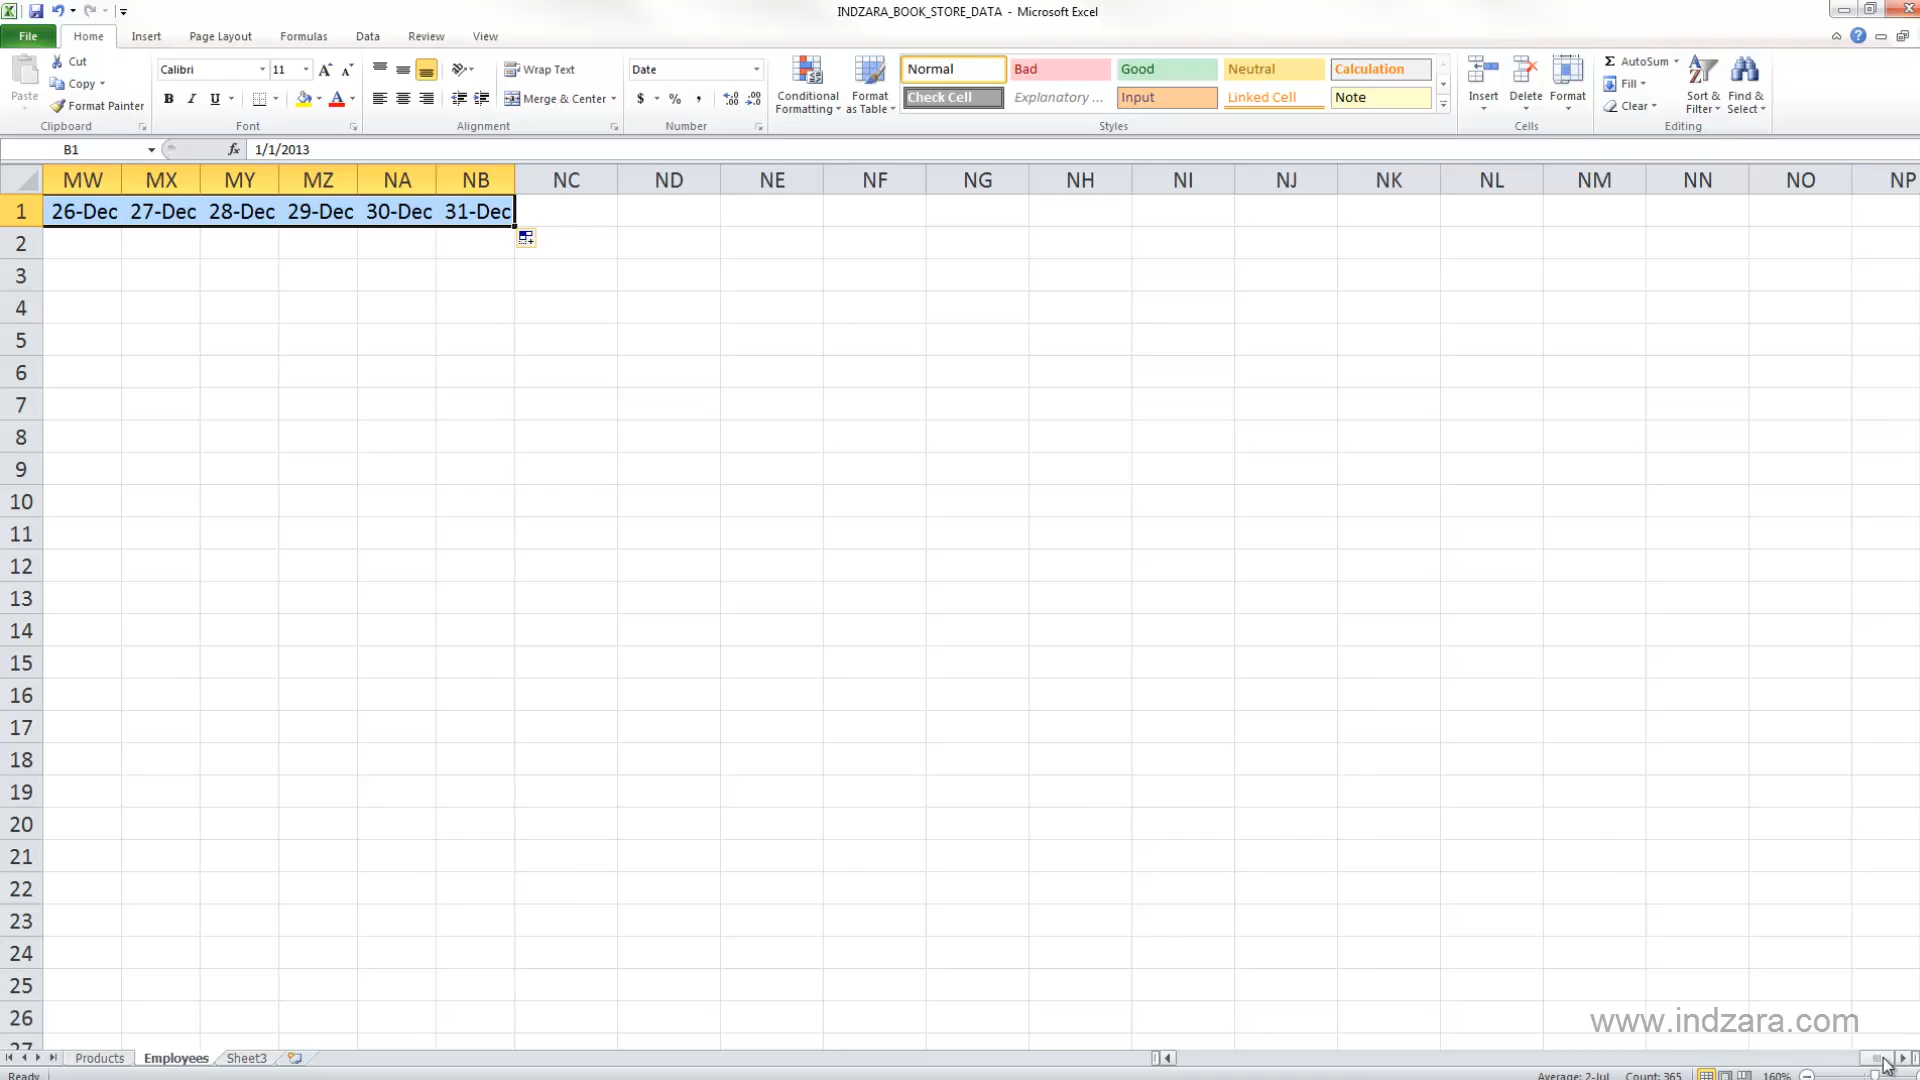 INDZARA_BOOK_STORE_DATA - Microsoft Excel
File Home Insert Page Layout Formulas Data Review View
Paste
Cut
Copy
Format Painter
Clipboard
Calibri 11
B I U A A A
Font
Wrap Text
Merge & Center
Alignment
Date
$ % ,
Number
Conditional Formatting
Format as Table
Normal Bad Good Neutral Calculation
Check Cell Explanatory ... Input Linked Cell Note
Styles
Insert Delete Format
Cells
Σ AutoSum
Fill
Clear
Sort & Filter
Find & Select
Editing
B1 fx 1/1/2013
MW MX MY MZ NA NB NC ND NE NF NG NH NI NJ NK NL NM NN NO NP
1 26-Dec 27-Dec 28-Dec 29-Dec 30-Dec 31-Dec
2
3
4
5
6
7
8
9
10
11
12
13
14
15
16
17
18
19
20
21
22
23
24
25
26
27
www.indzara.com
Products Employees Sheet3
Ready Average: 2-Jul Count: 365 160%